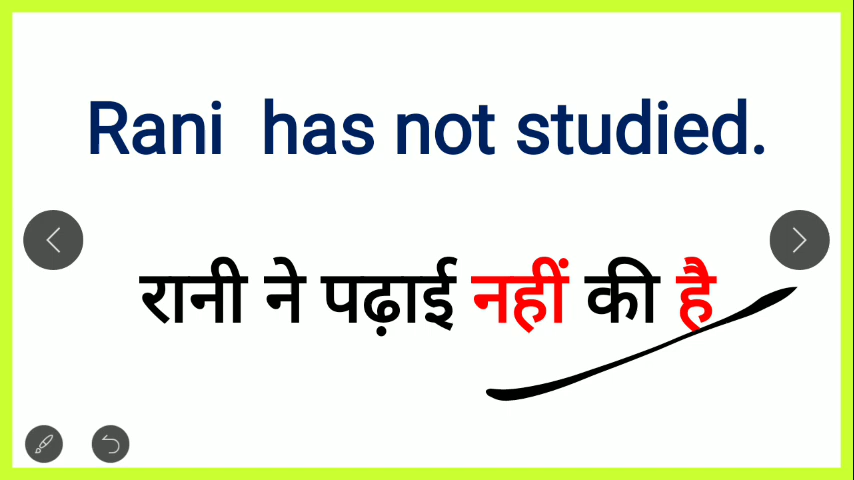 Rani has not studied.
रानी ने पढ़ाई नहीं की है